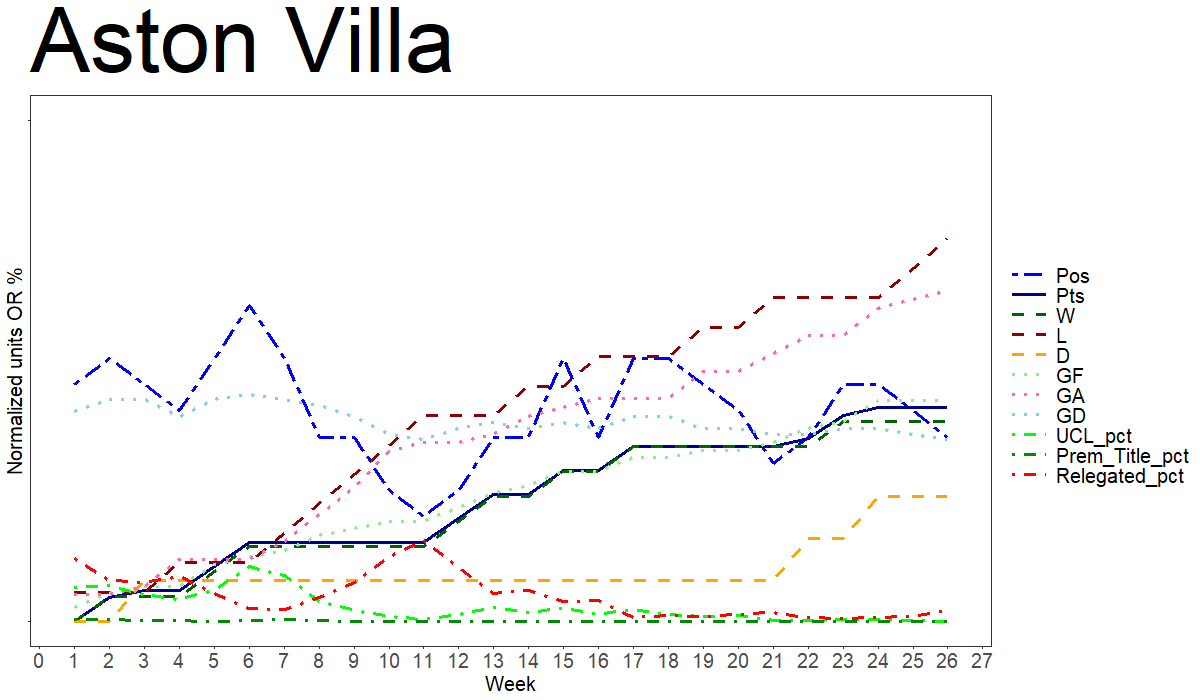 Aston Villa
Normalized units OR %
0 1 2 3 4 5 6 7 8 9 10 11 12 13 14 15 16 17 18 19 20 21 22 23 24 25 26 27
Week
Pos
Pts
W
L
D
GF
GA
GD
UCL_pct
Prem_Title_pct
Relegated_pct